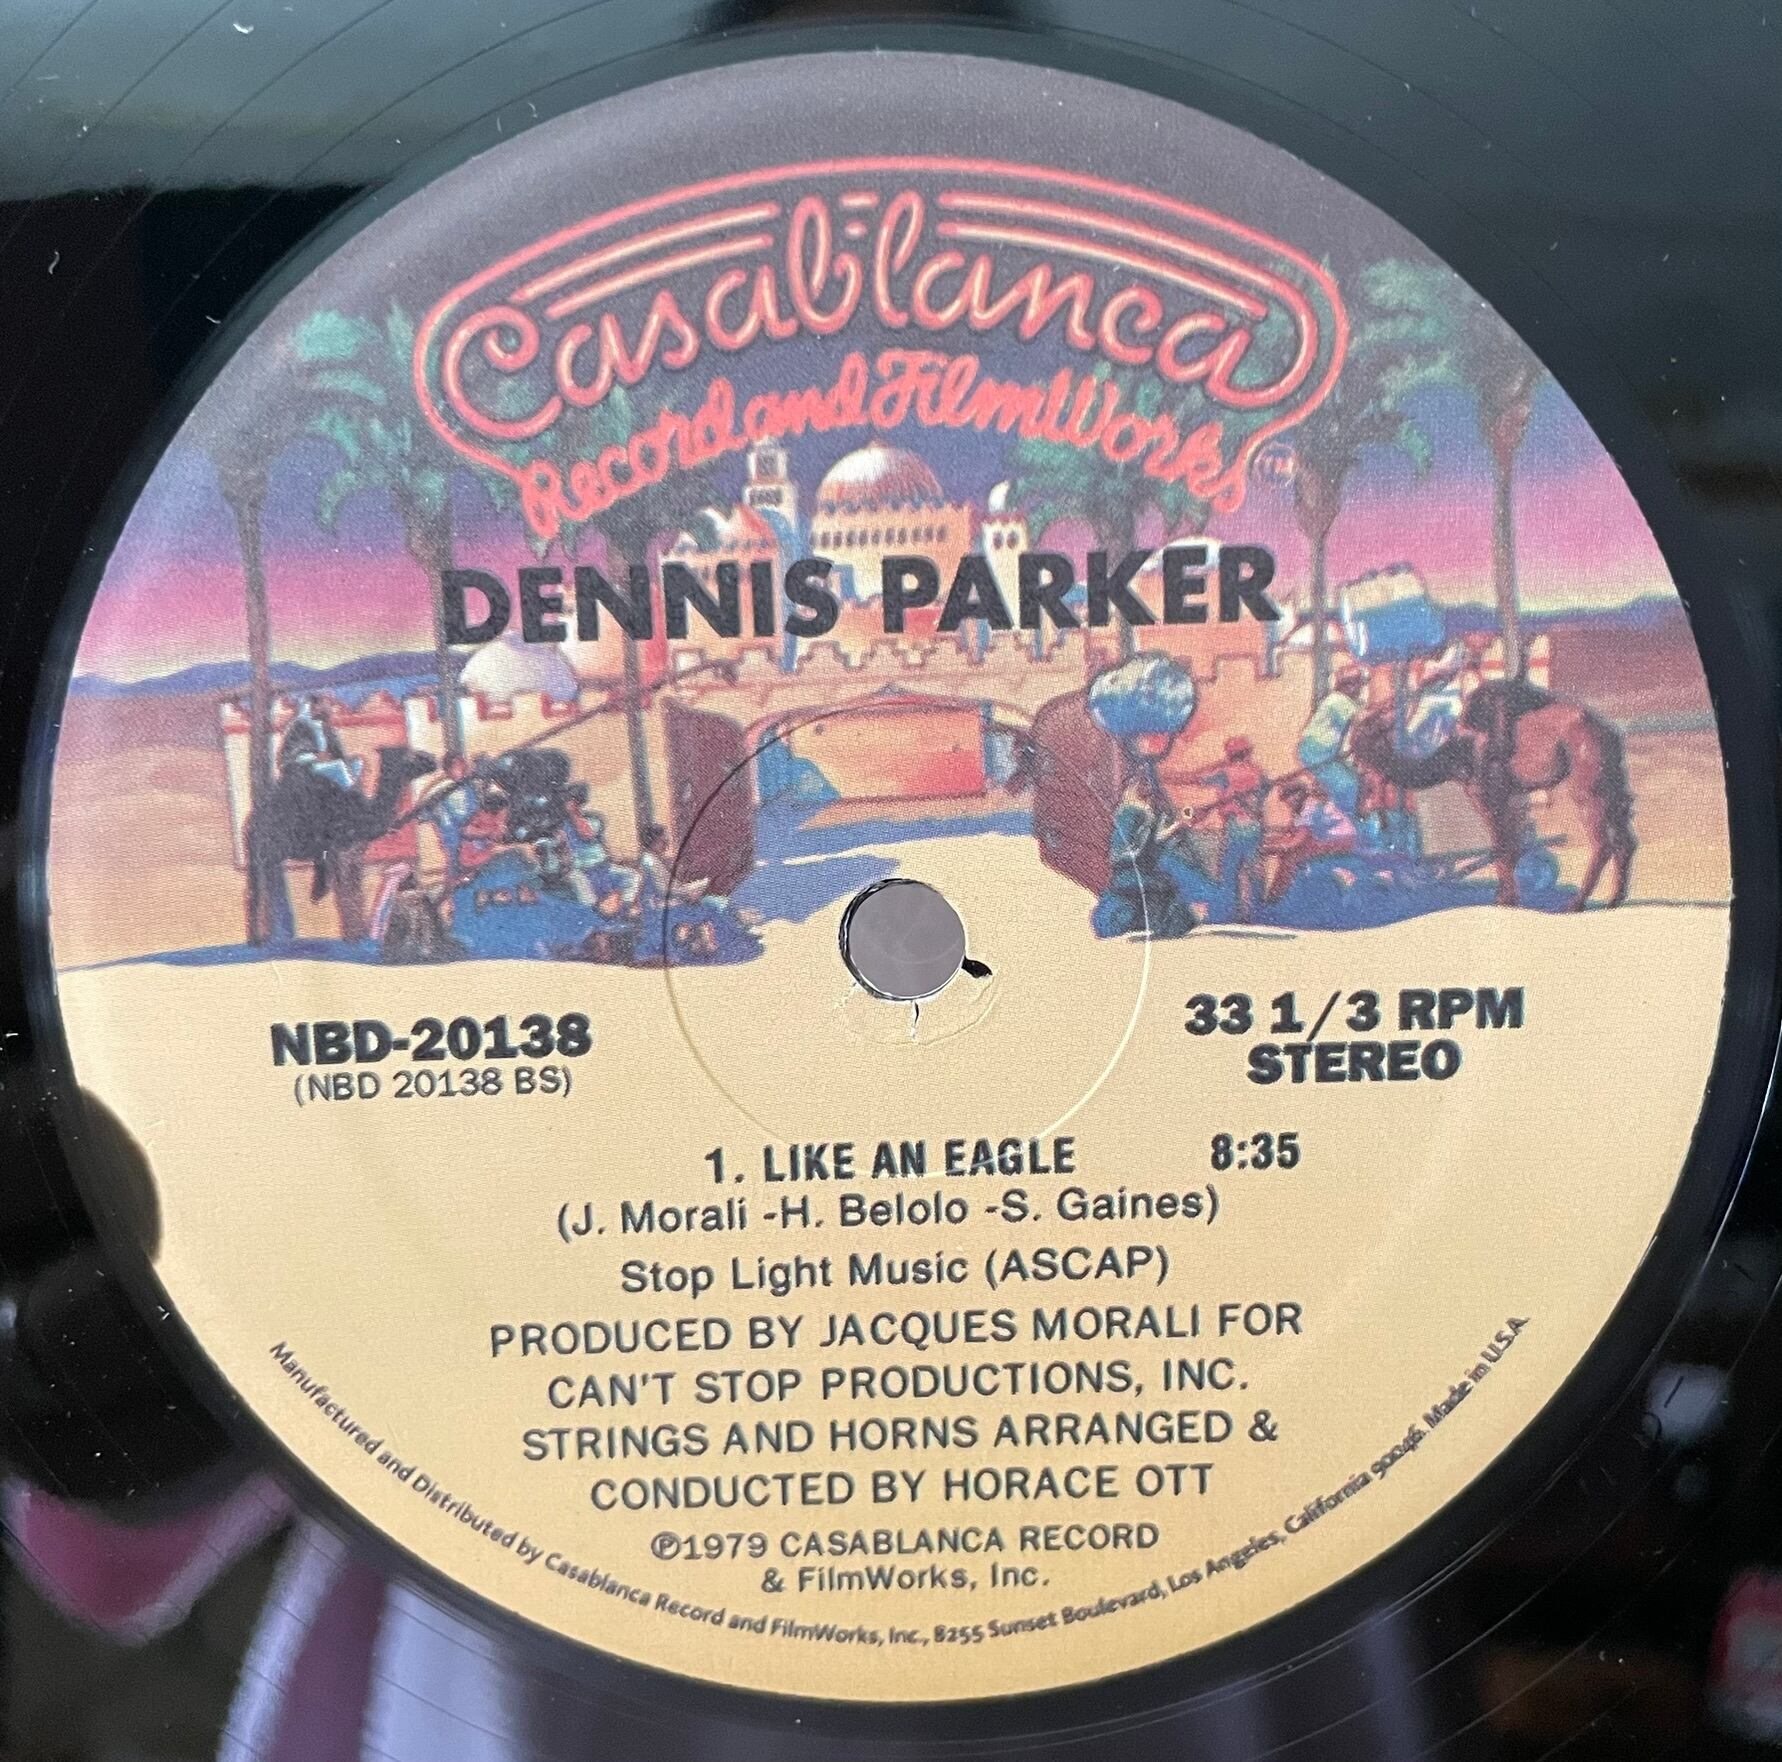 Casablanca
Record and FilmWorks TM
DENNIS PARKER
NBD-20138
(NBD 20138 BS)
33 1/3 RPM
STEREO
1. LIKE AN EAGLE 8:35
(J. Morali -H. Belolo -S. Gaines)
Stop Light Music (ASCAP)
PRODUCED BY JACQUES MORALI FOR
CAN'T STOP PRODUCTIONS, INC.
STRINGS AND HORNS ARRANGED &
CONDUCTED BY HORACE OTT
℗1979 CASABLANCA RECORD
& FilmWorks, Inc.
Manufactured and Distributed by Casablanca Record and FilmWorks, Inc., 8255 Sunset Boulevard, Los Angeles, California 90046. Made in U.S.A.